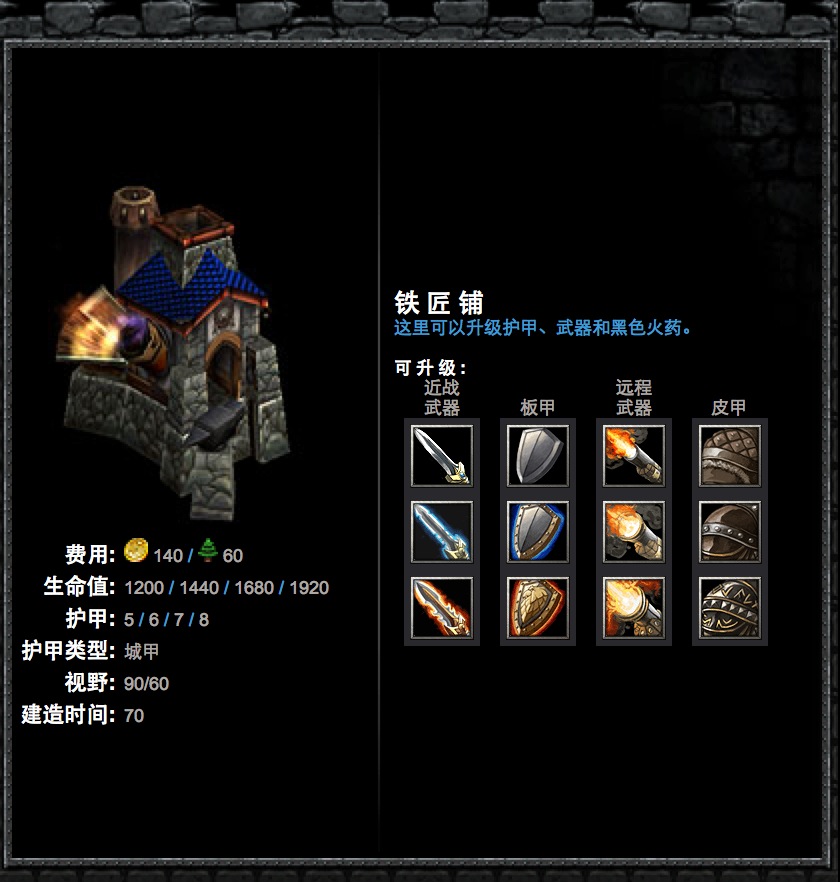 铁匠铺
这里可以升级护甲、武器和黑色火药。
可升级：
近战
武器
板甲
远程
武器
皮甲
费用: 140 / 60
生命值: 1200 / 1440 / 1680 / 1920
护甲: 5 / 6 / 7 / 8
护甲类型: 城甲
视野: 90/60
建造时间: 70